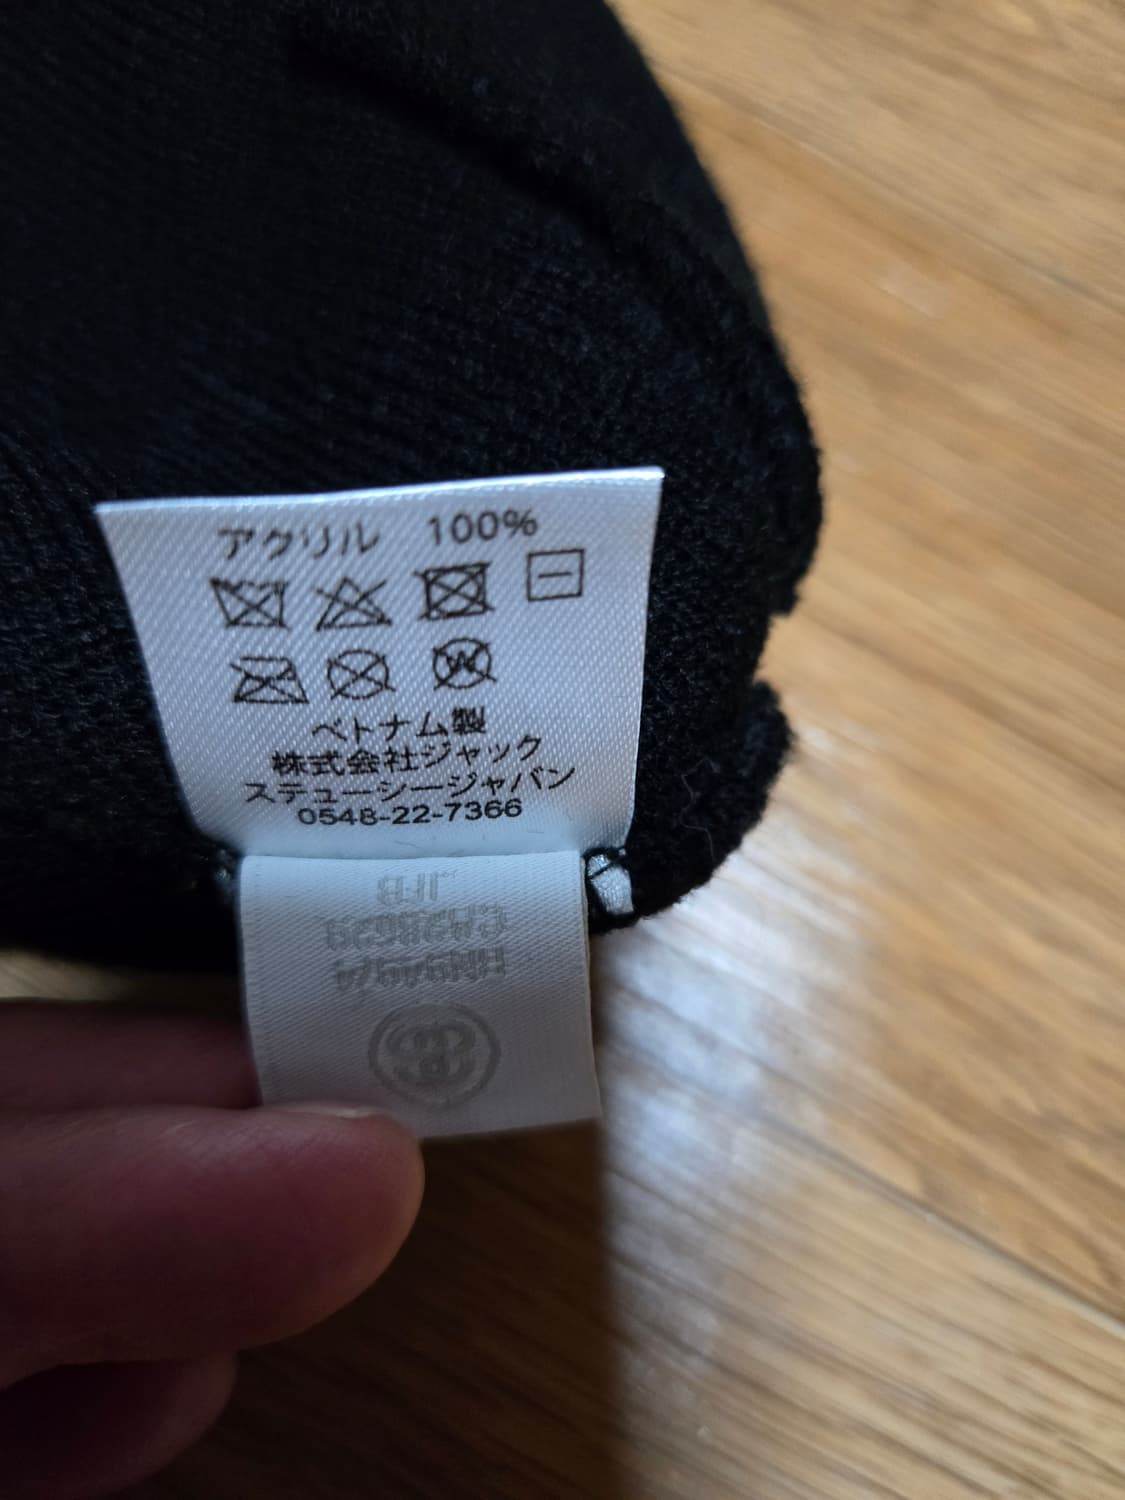 アクリル 100%
W
ベトナム製
株式会社ジャック
ステューシージャパン
0548-22-7366